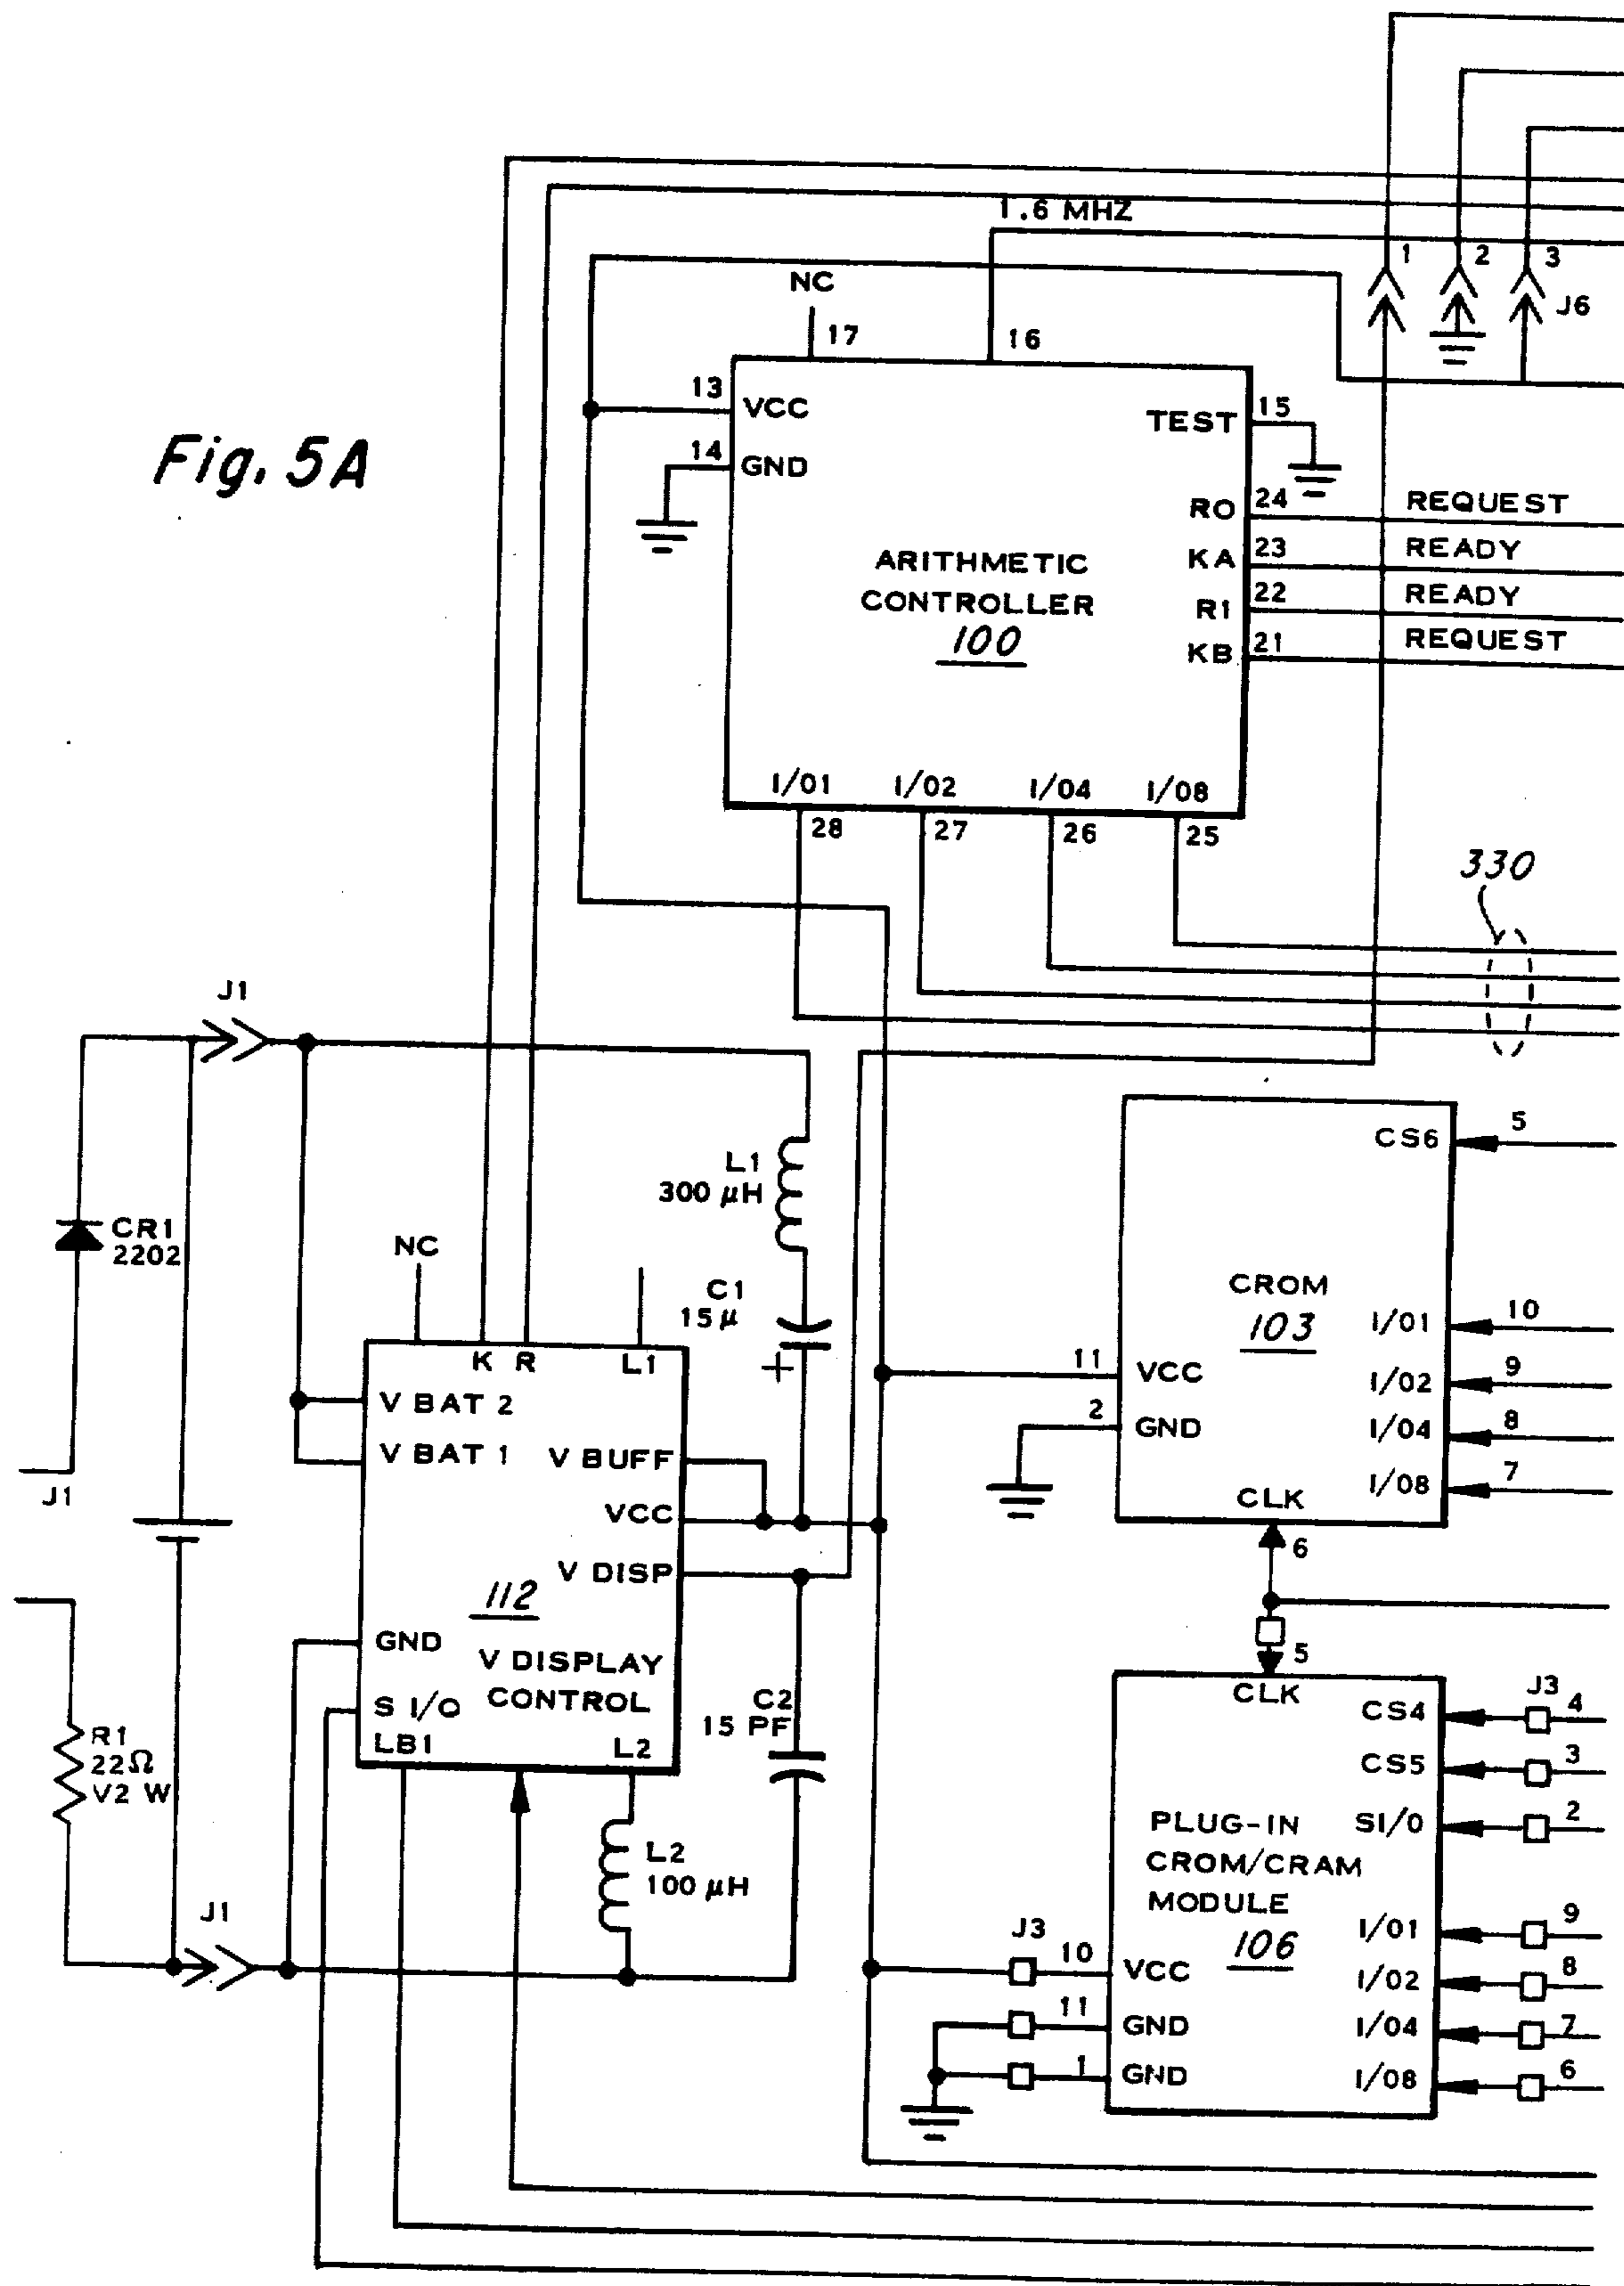 Fig. 5A
1.6 MHZ
1
2
3
J6
NC
17
16
13
VCC
14
GND
TEST
15
RO
24
REQUEST
KA
23
READY
R1
22
READY
KB
21
REQUEST
ARITHMETIC
CONTROLLER
100
I/01
I/02
I/04
I/08
28
27
26
25
330
J1
L1
300 μH
CR1
2202
NC
C1
15 μ
+
J1
K
R
L1
V BAT 2
V BAT 1
V BUFF
VCC
V DISP
112
GND
V DISPLAY
CONTROL
S I/O
LB1
L2
C2
15 PF
R1
22Ω
V2 W
L2
100 μH
J1
CS6
5
CROM
103
I/01
10
I/02
9
I/04
8
I/08
7
11
VCC
2
GND
CLK
6
5
CLK
J3
CS4
4
CS5
3
SI/0
2
PLUG-IN
CROM/CRAM
MODULE
106
I/01
9
I/02
8
I/04
7
I/08
6
J3
10
VCC
11
GND
1
GND